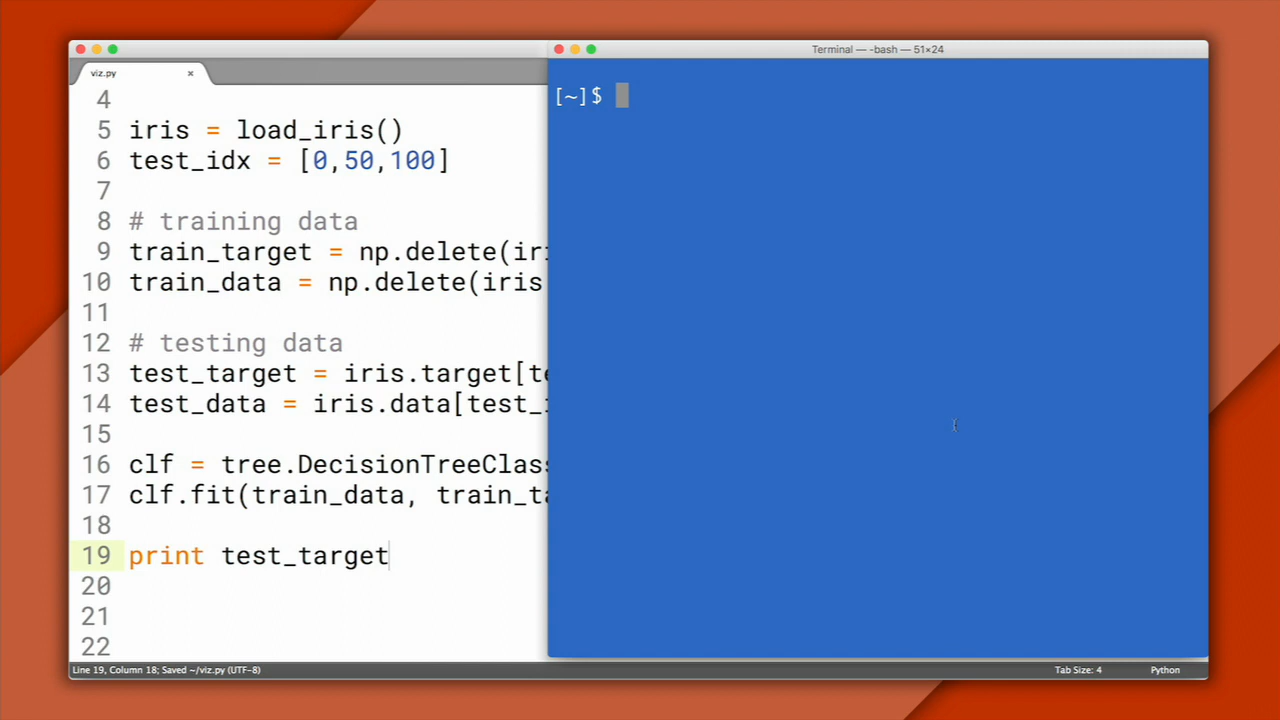 viz.py
4
5 iris = load_iris()
6 test_idx = [0,50,100]
7
8 # training data
9 train_target = np.delete(iri
10 train_data = np.delete(iris
11
12 # testing data
13 test_target = iris.target[te
14 test_data = iris.data[test_i
15
16 clf = tree.DecisionTreeClass
17 clf.fit(train_data, train_ta
18
19 print test_target
20
21
22
Line 19, Column 18; Saved ~/viz.py (UTF-8)
Tab Size: 4
Python
Terminal — -bash — 51×24
[~]$